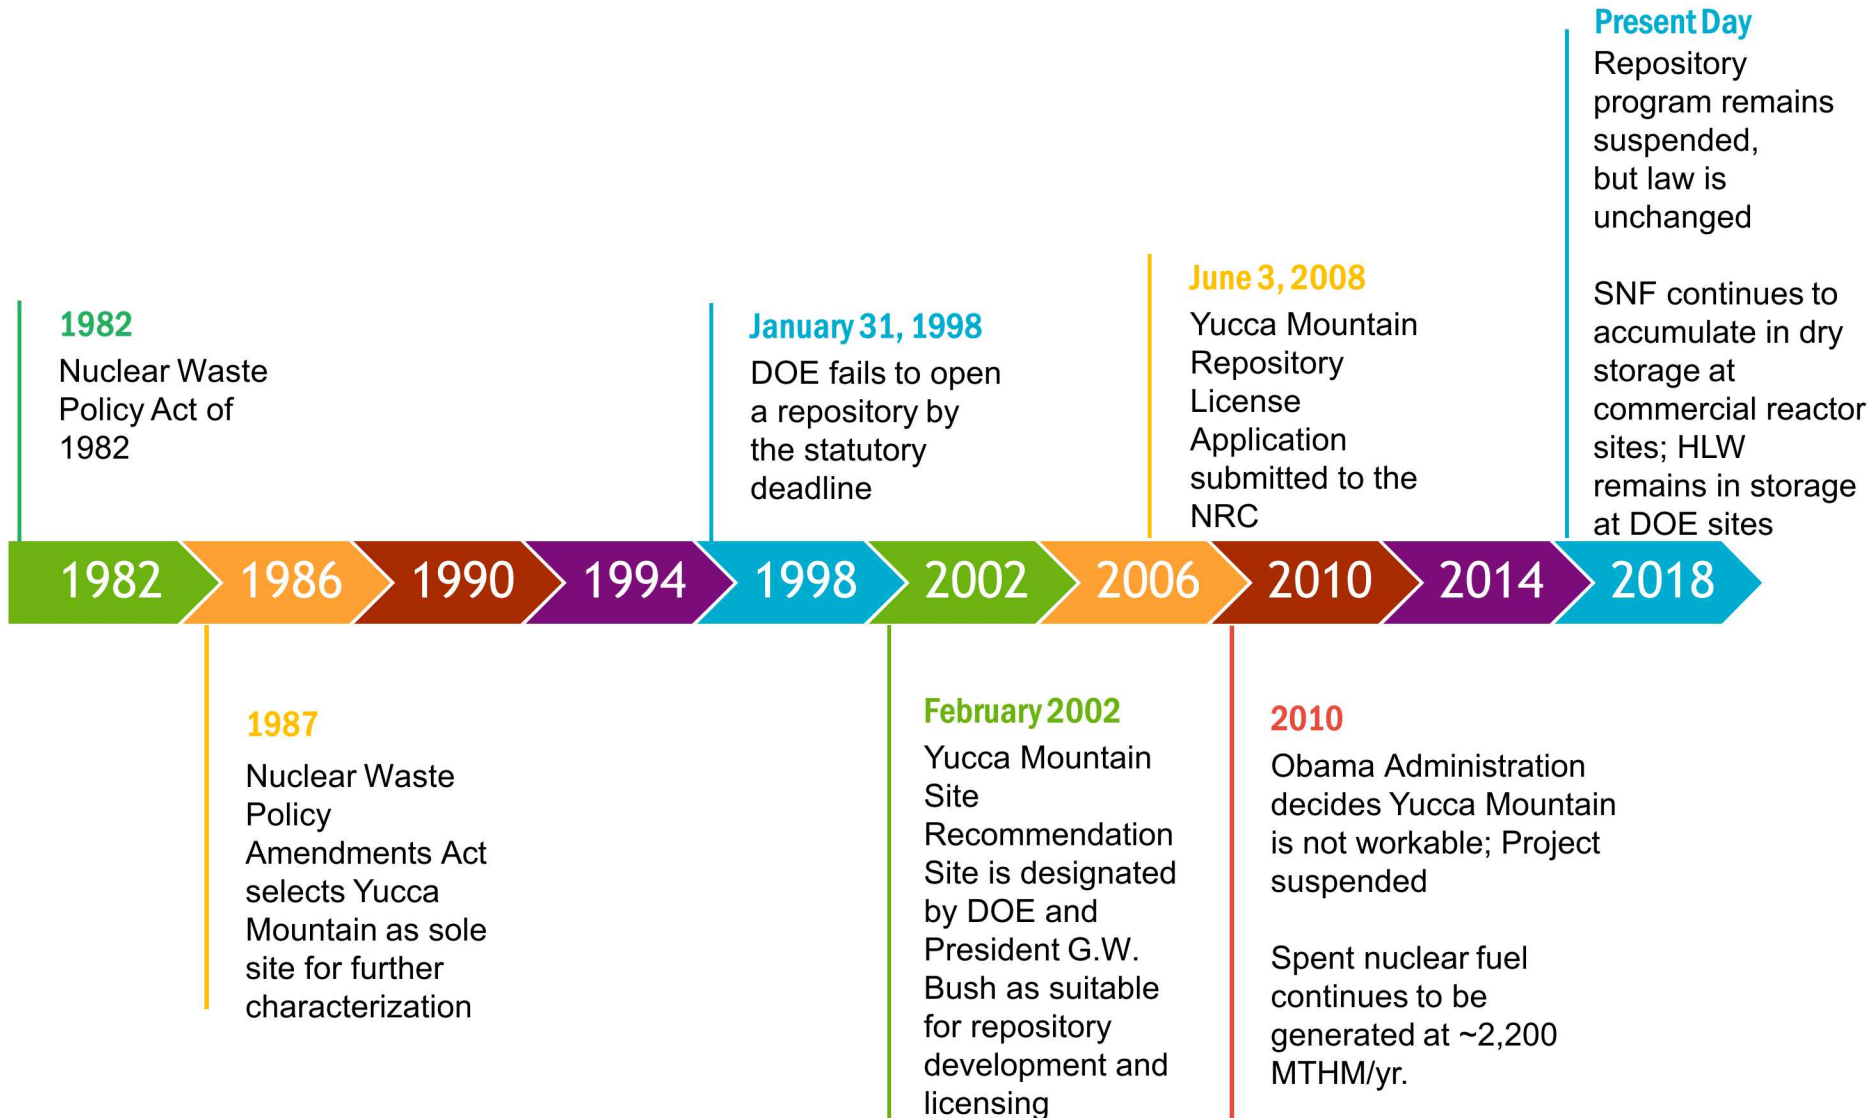 Present Day
Repository
program remains
suspended,
but law is
unchanged
SNF continues to
accumulate in dry
storage at
commercial reactor
sites; HLW
remains in storage
at DOE sites
June 3, 2008
Yucca Mountain
Repository
License
Application
submitted to the
NRC
1982
Nuclear Waste
Policy Act of
1982
January 31, 1998
DOE fails to open
a repository by
the statutory
deadline
1982 1986 1990 1994 1998 2002 2006 2010 2014 2018
1987
Nuclear Waste
Policy
Amendments Act
selects Yucca
Mountain as sole
site for further
characterization
February 2002
Yucca Mountain
Site
Recommendation
Site is designated
by DOE and
President G.W.
Bush as suitable
for repository
development and
licensing
2010
Obama Administration
decides Yucca Mountain
is not workable; Project
suspended
Spent nuclear fuel
continues to be
generated at ~2,200
MTHM/yr.